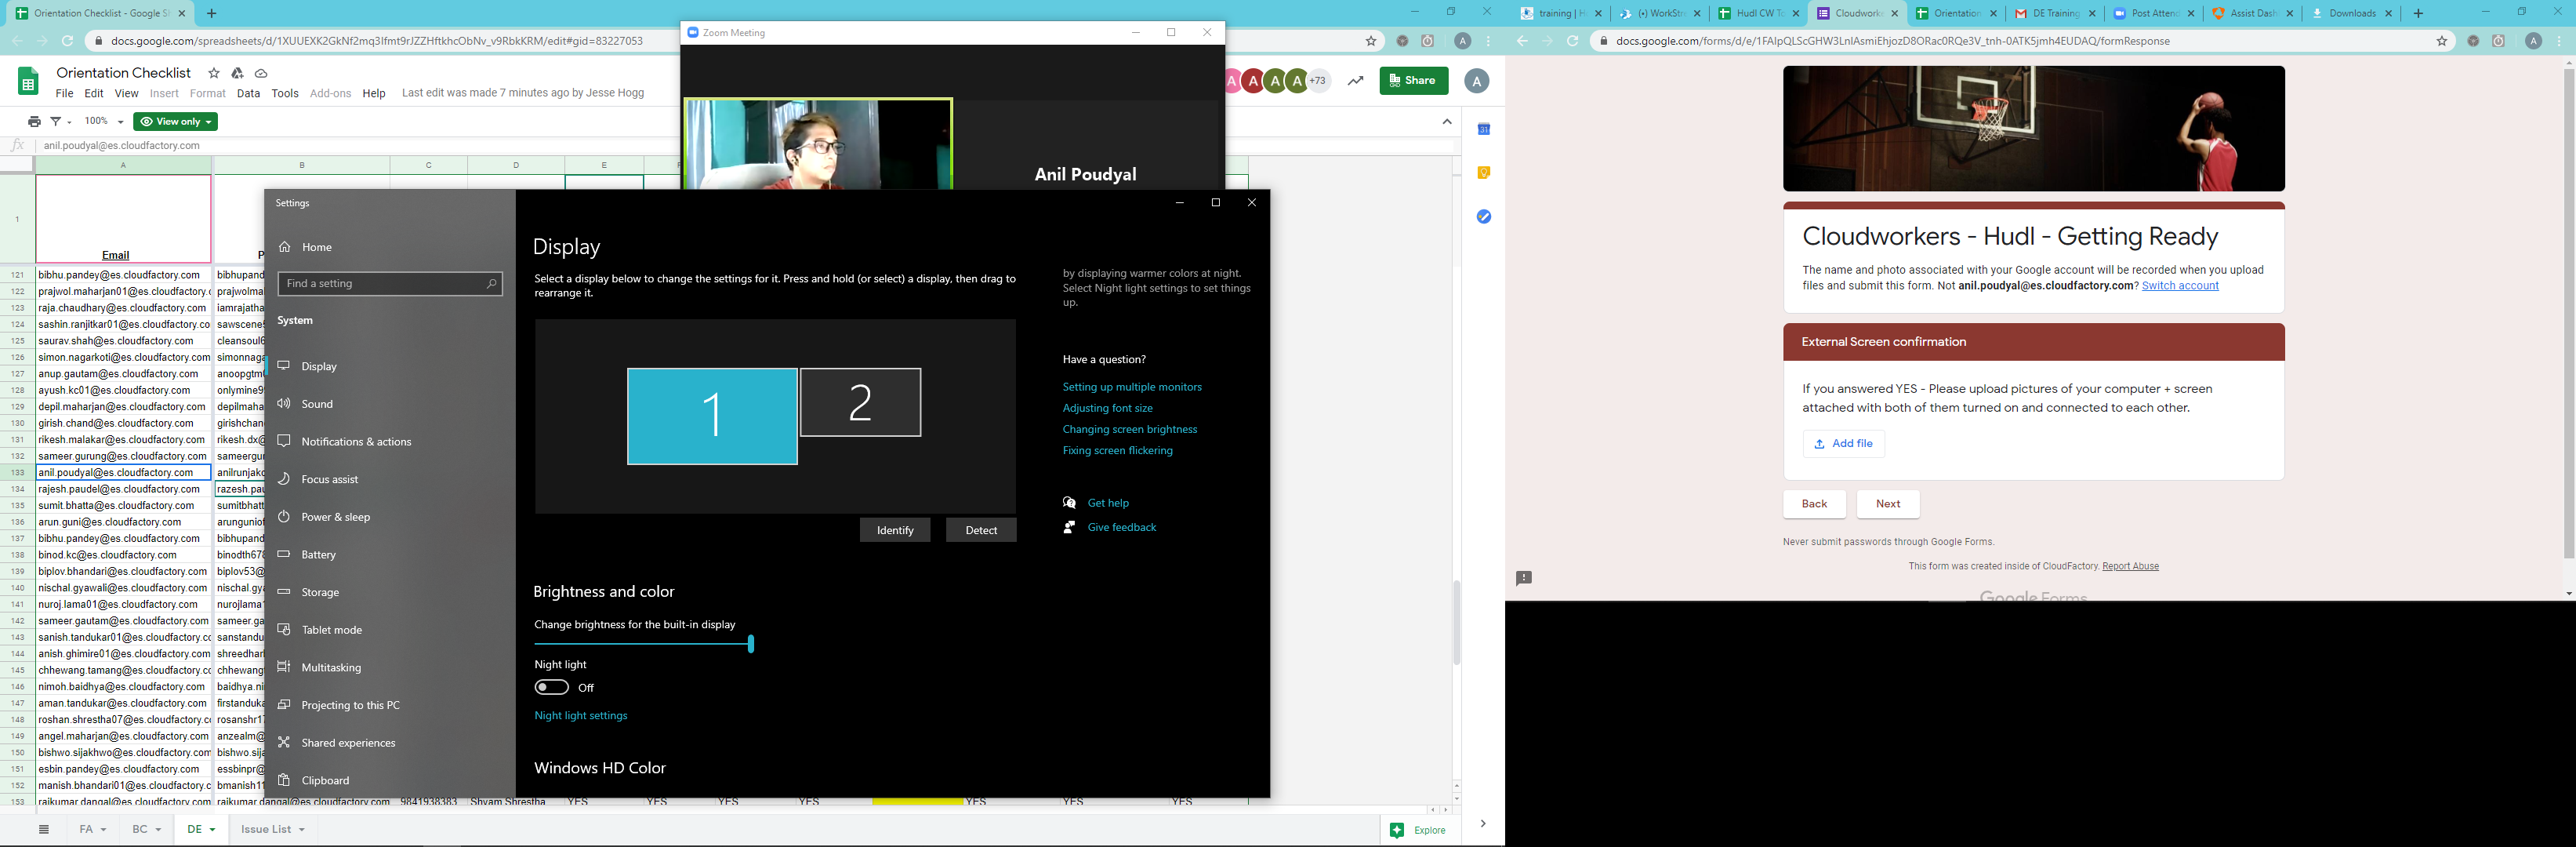 Orientation Checklist - Google S
docs.google.com/spreadsheets/d/1XUUEXK2GkNf2mq3Ifmt9rJZZHftkhcObNv_v9RbkKRM/edit#gid=83227053
Orientation Checklist
File Edit View Insert Format Data Tools Add-ons Help Last edit was made 7 minutes ago by Jesse Hogg
A A A A +73 Share A
100% View only
fx anil.poudyal@es.cloudfactory.com
A B C D E
1 Email
121 bibhu.pandey@es.cloudfactory.com bibhupand
122 prajwol.maharjan01@es.cloudfactory.c prajwolma
123 raja.chaudhary@es.cloudfactory.com iamrajatha
124 sashin.ranjitkar01@es.cloudfactory.co sawscene
125 saurav.shah@es.cloudfactory.com cleansoul6
126 simon.nagarkoti@es.cloudfactory.com simonnaga
127 anup.gautam@es.cloudfactory.com anoopgtm
128 ayush.kc01@es.cloudfactory.com onlymine9
129 depil.maharjan@es.cloudfactory.com depilmaha
130 girish.chand@es.cloudfactory.com girishchan
131 rikesh.malakar@es.cloudfactory.com rikesh.dx@
132 sameer.gurung@es.cloudfactory.com sameergu
133 anil.poudyal@es.cloudfactory.com anilrunjak
134 rajesh.paudel@es.cloudfactory.com razesh.pau
135 sumit.bhatta@es.cloudfactory.com sumitbhatt
136 arun.guni@es.cloudfactory.com arunguniof
137 bibhu.pandey@es.cloudfactory.com bibhupand
138 binod.kc@es.cloudfactory.com binodth678
139 biplov.bhandari@es.cloudfactory.com biplov53@
140 nischal.gyawali@es.cloudfactory.com nischal.gya
141 nuroj.lama01@es.cloudfactory.com nurojlama
142 sameer.gautam@es.cloudfactory.com sameer.ga
143 sanish.tandukar01@es.cloudfactory.cc sanstandu
144 anish.ghimire01@es.cloudfactory.com shreedhar
145 chhewang.tamang@es.cloudfactory.cc chhewang
146 nimoh.baidhya@es.cloudfactory.com baidhya.ni
147 aman.tandukar@es.cloudfactory.com firstanduka
148 roshan.shrestha07@es.cloudfactory.cc rosanshr17
149 angel.maharjan@es.cloudfactory.com anzealm@
150 bishwo.sijakhwo@es.cloudfactory.com bishwo.sija
151 esbin.pandey@es.cloudfactory.com essbinpr@
152 manish.bhandari01@es.cloudfactory.c bmanish11
153 rajkumar.dangal@es.cloudfactory.com rajkumar.dangal@es.cloudfactory.com 9841938383 Shyam Shrestha YES YES YES YES YES YES YES
FA BC DE Issue List Explore
Zoom Meeting
Anil Poudyal
Settings
Home
Find a setting
System
Display
Sound
Notifications & actions
Focus assist
Power & sleep
Battery
Storage
Tablet mode
Multitasking
Projecting to this PC
Shared experiences
Clipboard
Display
Select a display below to change the settings for it. Press and hold (or select) a display, then drag to
rearrange it.
1 2
Identify Detect
Brightness and color
Change brightness for the built-in display
Night light
Off
Night light settings
Windows HD Color
by displaying warmer colors at night.
Select Night light settings to set things
up.
Have a question?
Setting up multiple monitors
Adjusting font size
Changing screen brightness
Fixing screen flickering
Get help
Give feedback
training | H (•) WorkStr Hudl CW To Cloudwork Orientation DE Training Post Attend Assist Dash Downloads
docs.google.com/forms/d/e/1FAIpQLScGHW3LnIAsmiEhjozD8ORac0RQe3V_tnh-0ATK5jmh4EUDAQ/formResponse
A
Cloudworkers - Hudl - Getting Ready
The name and photo associated with your Google account will be recorded when you upload
files and submit this form. Not anil.poudyal@es.cloudfactory.com? Switch account
External Screen confirmation
If you answered YES - Please upload pictures of your computer + screen
attached with both of them turned on and connected to each other.
Add file
Back Next
Never submit passwords through Google Forms.
This form was created inside of CloudFactory. Report Abuse
Google Forms